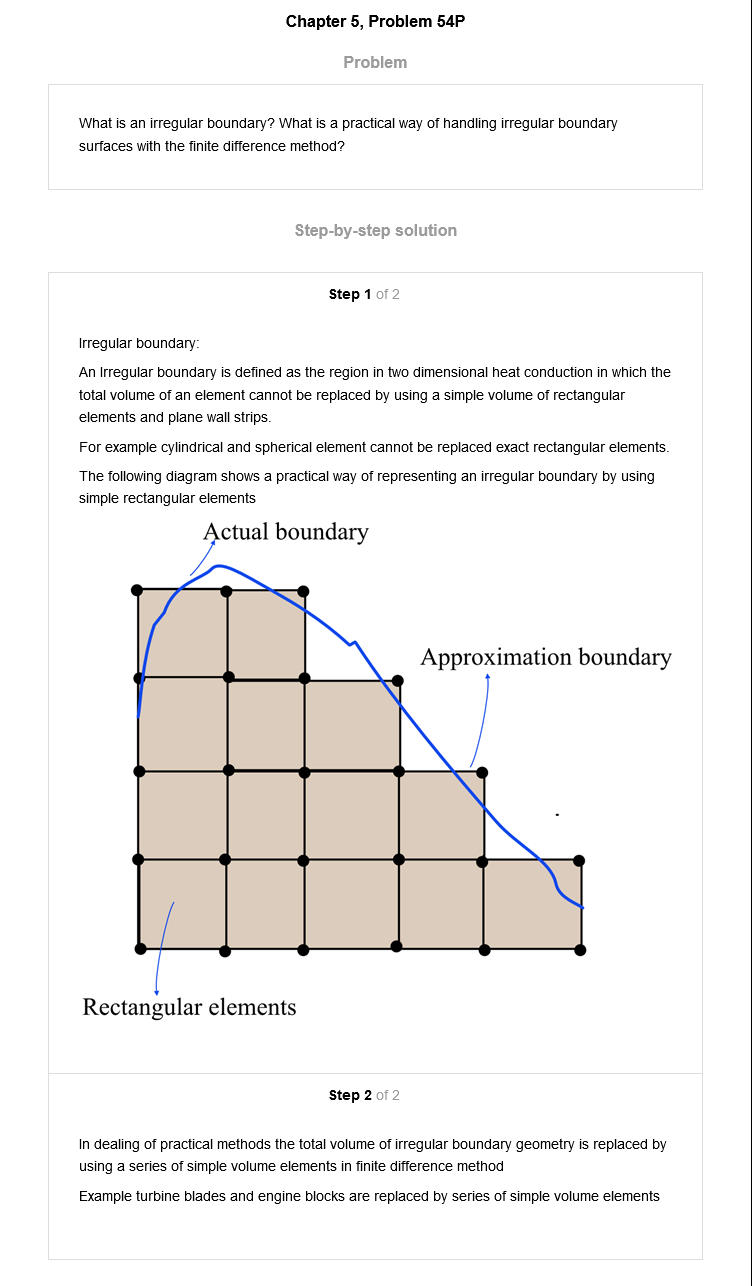 Chapter 5, Problem 54P
Problem
What is an irregular boundary? What is a practical way of handling irregular boundary
surfaces with the finite difference method?
Step-by-step solution
Step 1 of 2
Irregular boundary:
An Irregular boundary is defined as the region in two dimensional heat conduction in which the
total volume of an element cannot be replaced by using a simple volume of rectangular
elements and plane wall strips.
For example cylindrical and spherical element cannot be replaced exact rectangular elements.
The following diagram shows a practical way of representing an irregular boundary by using
simple rectangular elements
Actual boundary
Approximation boundary
Rectangular elements
Step 2 of 2
In dealing of practical methods the total volume of irregular boundary geometry is replaced by
using a series of simple volume elements in finite difference method
Example turbine blades and engine blocks are replaced by series of simple volume elements